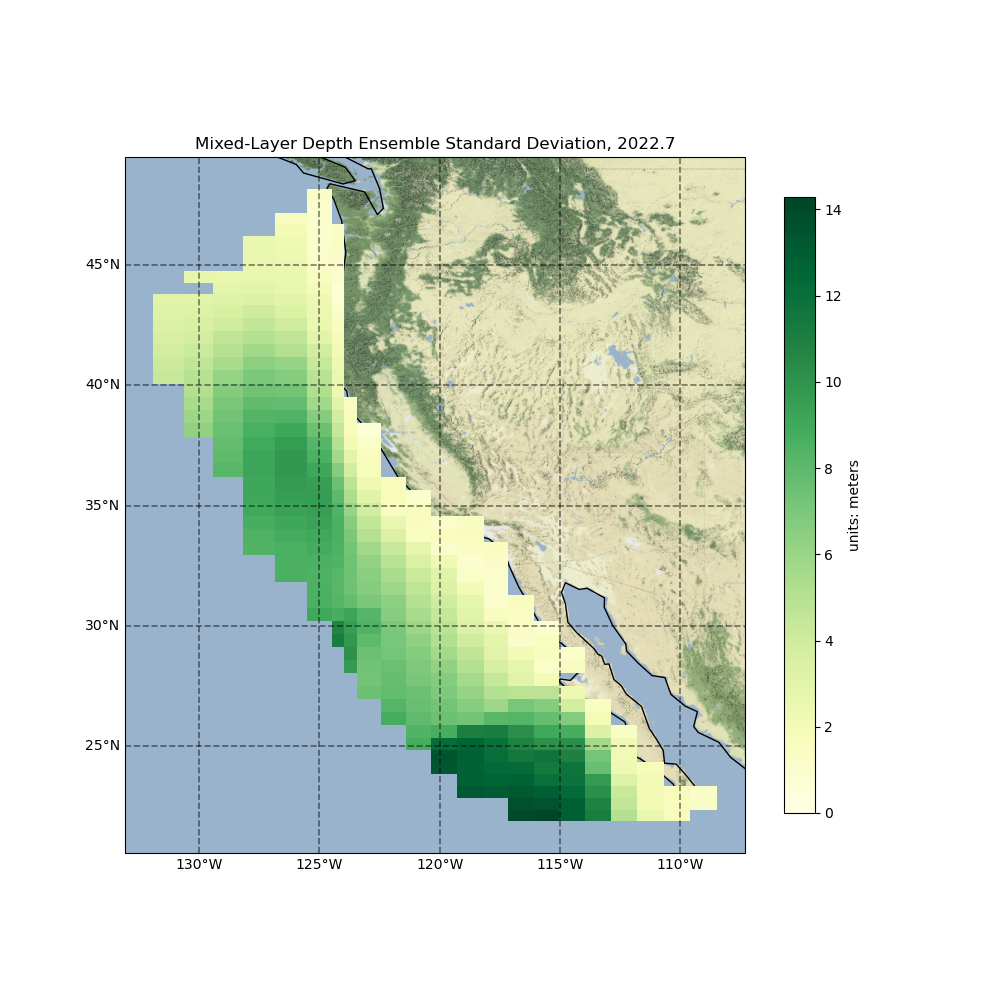 Mixed-Layer Depth Ensemble Standard Deviation, 2022.7
45°N
40°N
35°N
30°N
25°N
130°W
125°W
120°W
115°W
110°W
14
12
10
8
6
4
2
0
units: meters